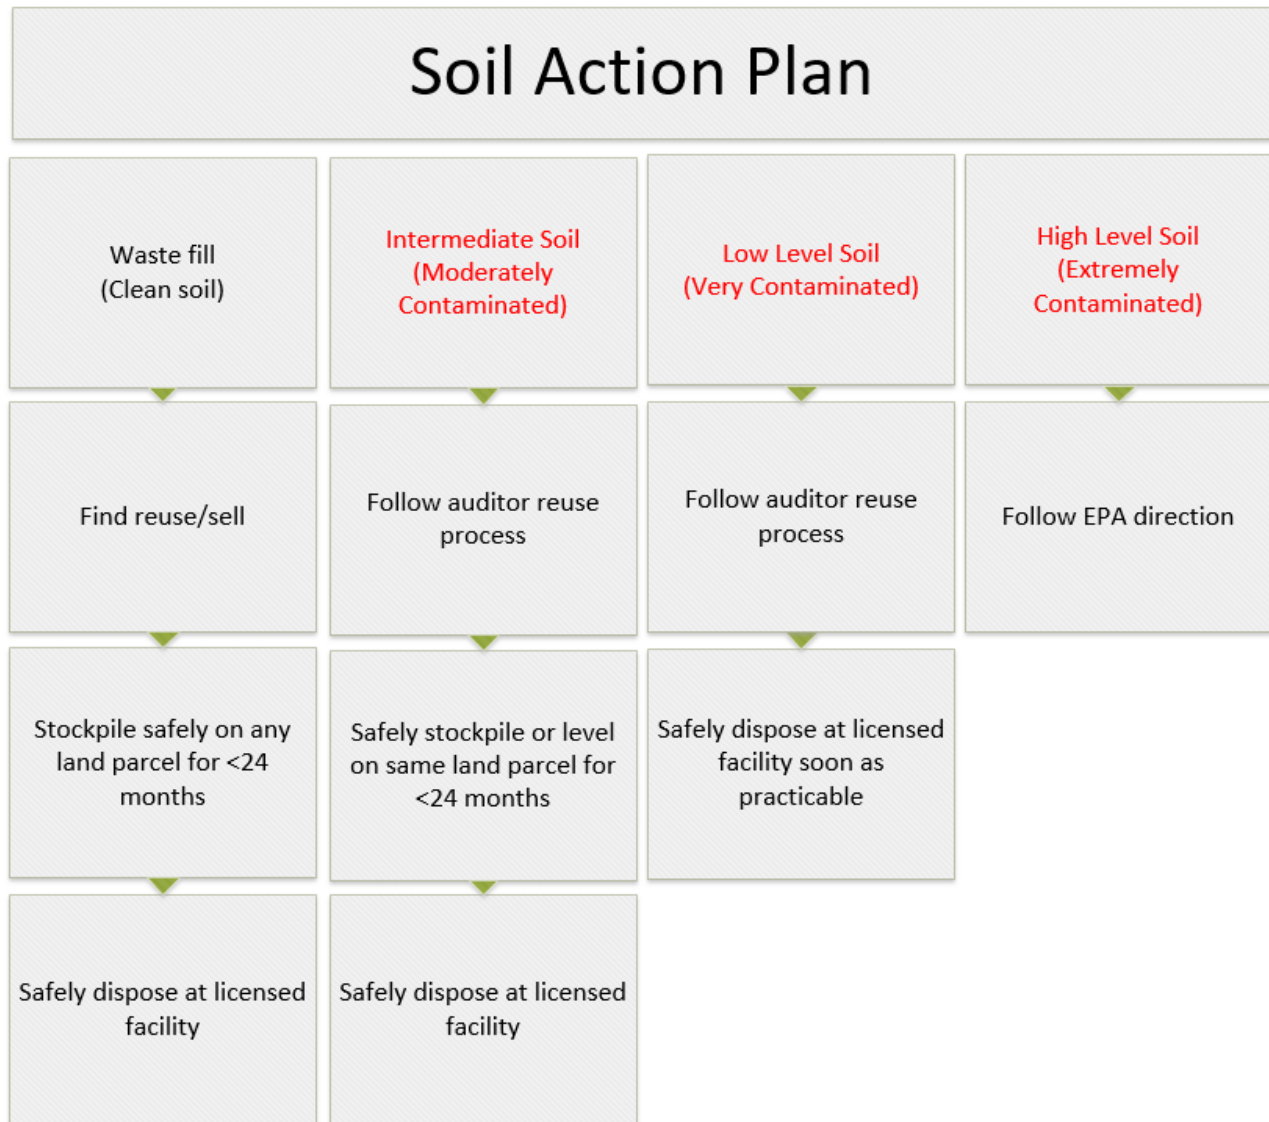 Soil Action Plan
Waste fill
(Clean soil)
Find reuse/sell
Stockpile safely on any
land parcel for <24
months
Safely dispose at licensed
facility
Intermediate Soil
(Moderately
Contaminated)
Follow auditor reuse
process
Safely stockpile or level
on same land parcel for
<24 months
Safely dispose at licensed
facility
Low Level Soil
(Very Contaminated)
Follow auditor reuse
process
Safely dispose at licensed
facility soon as
practicable
High Level Soil
(Extremely
Contaminated)
Follow EPA direction